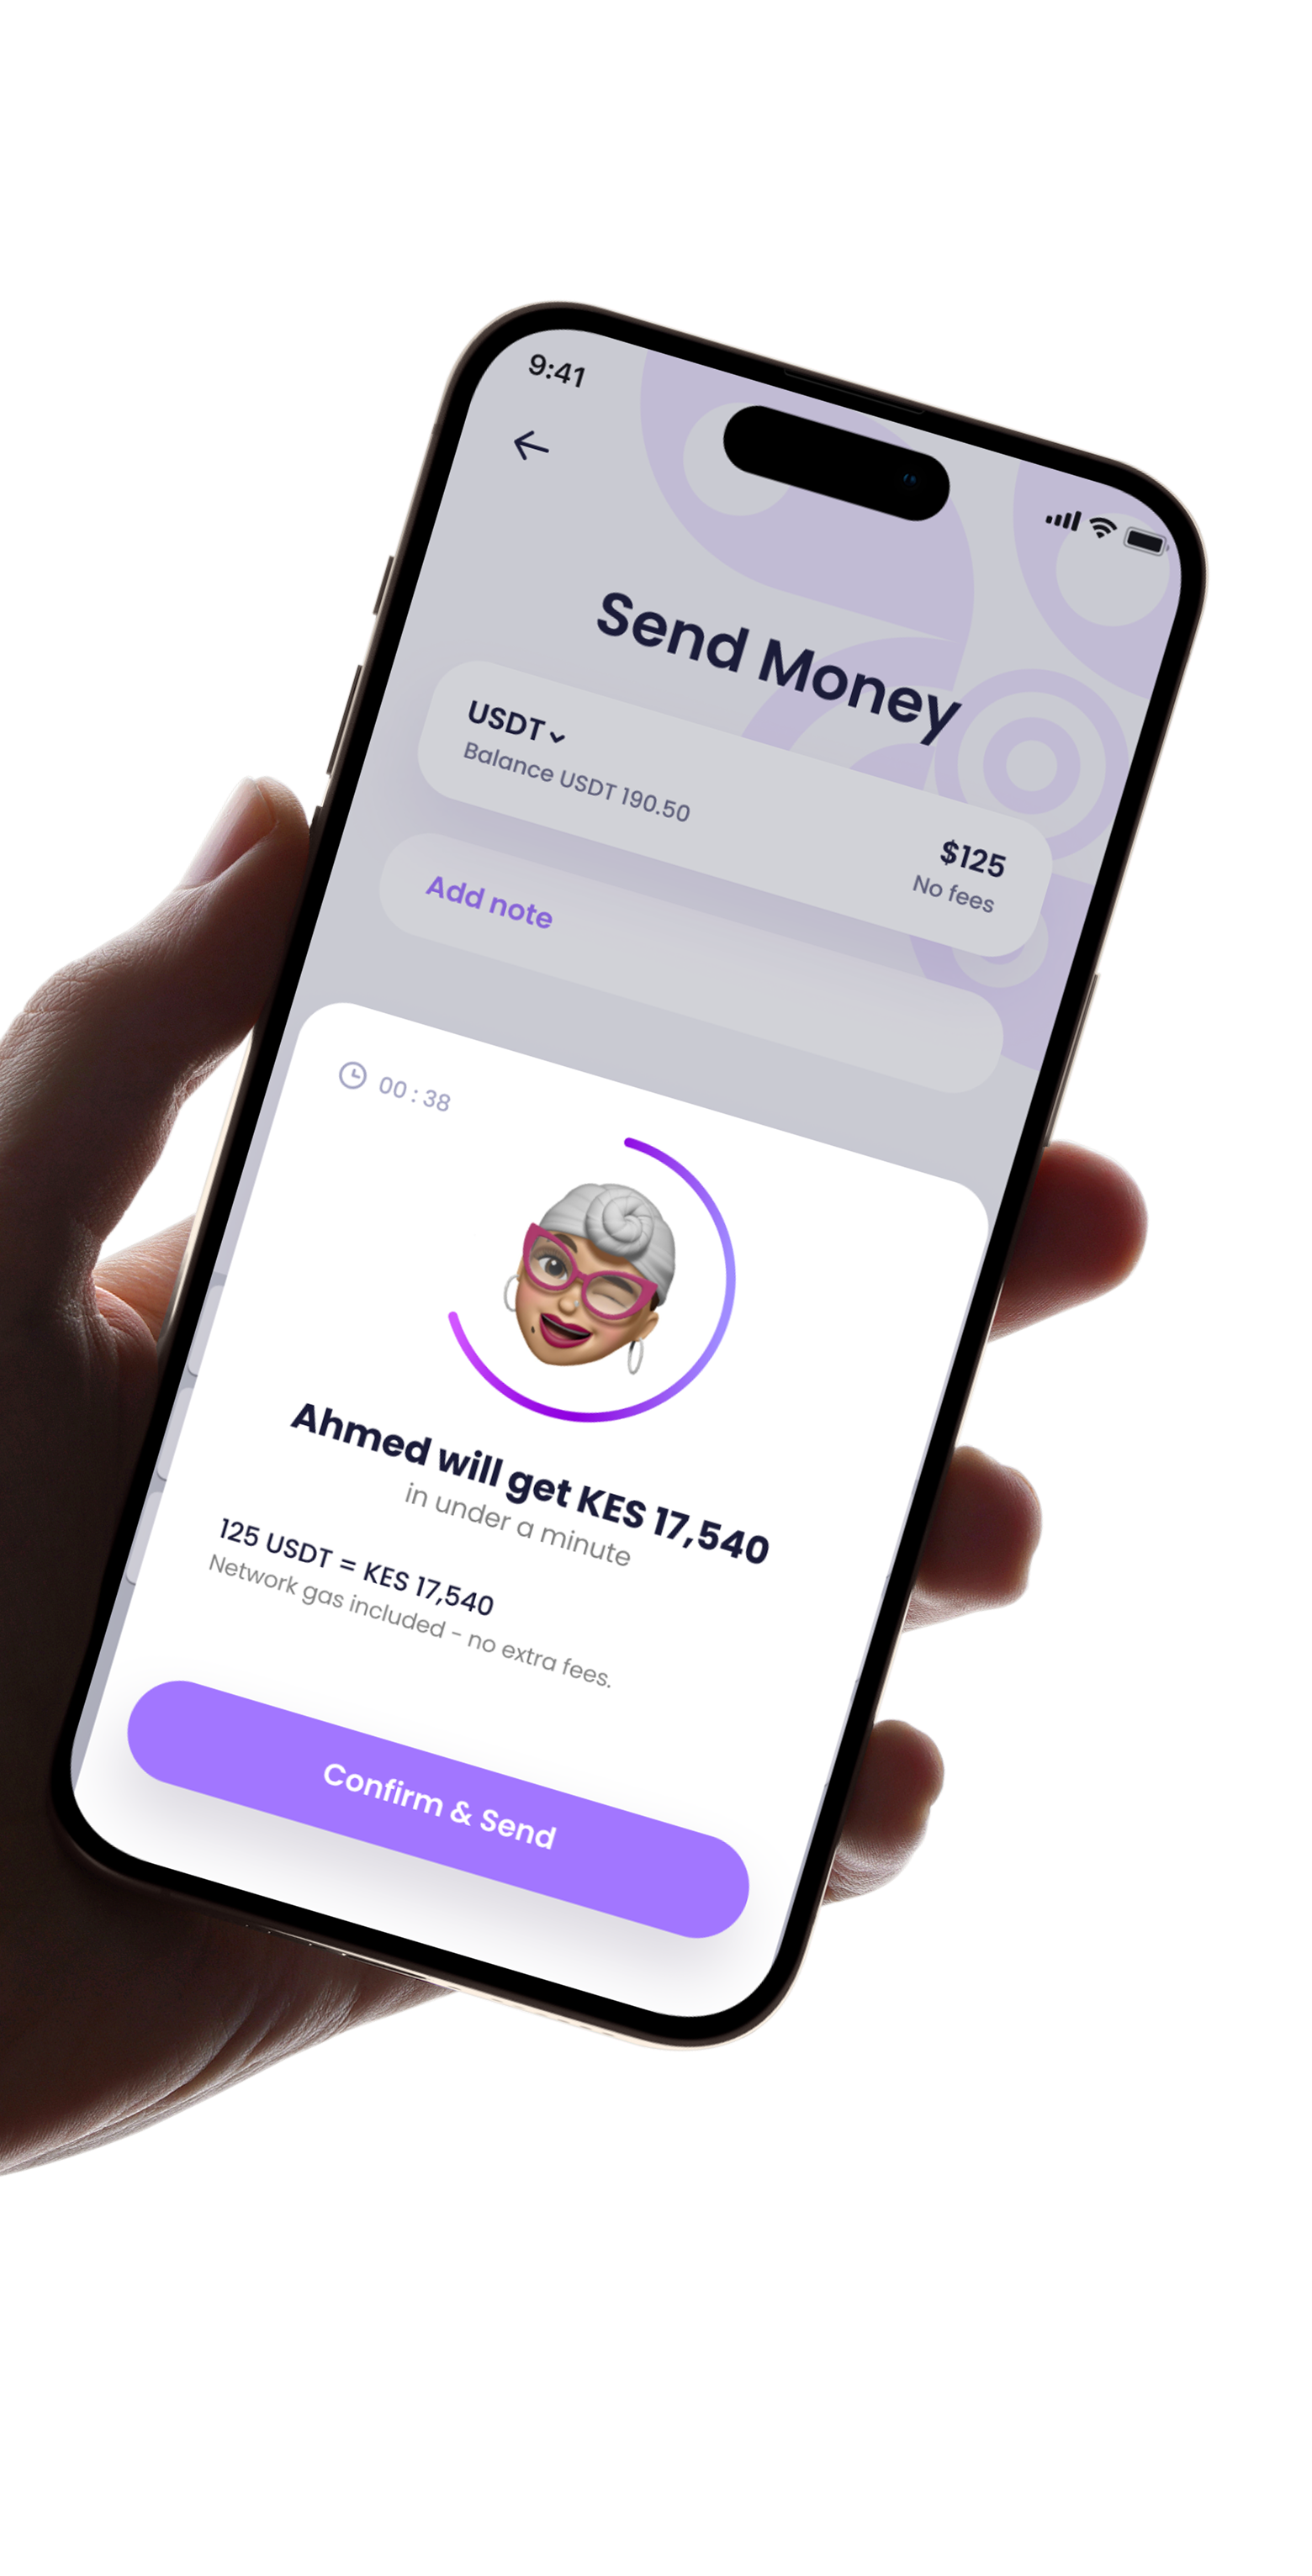 9:41
Send Money
USDT
Balance USDT 190.50
$125
No fees
Add note
00 : 38
Ahmed will get KES 17,540
in under a minute
125 USDT = KES 17,540
Network gas included - no extra fees.
Confirm & Send